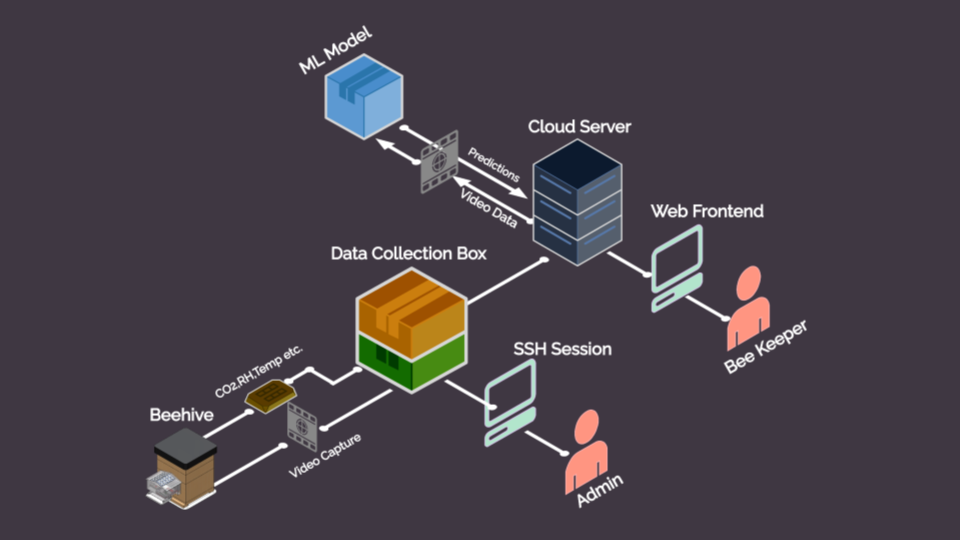 ML Model
Cloud Server
Predictions
Video Data
Web Frontend
Bee Keeper
Data Collection Box
SSH Session
Admin
CO2,RH,Temp etc.
Beehive
Video Capture